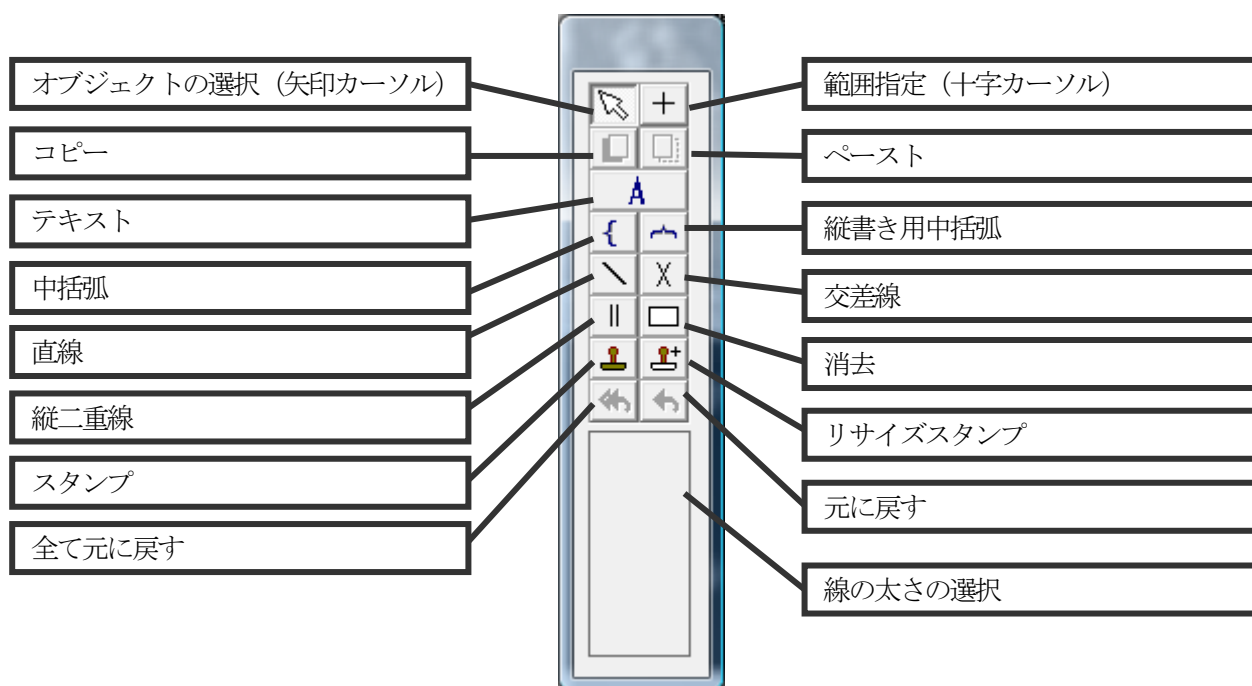 オブジェクトの選択（矢印カーソル）
コピー
テキスト
中括弧
直線
縦二重線
スタンプ
全て元に戻す
範囲指定（十字カーソル）
ペースト
縦書き用中括弧
交差線
消去
リサイズスタンプ
元に戻す
線の太さの選択